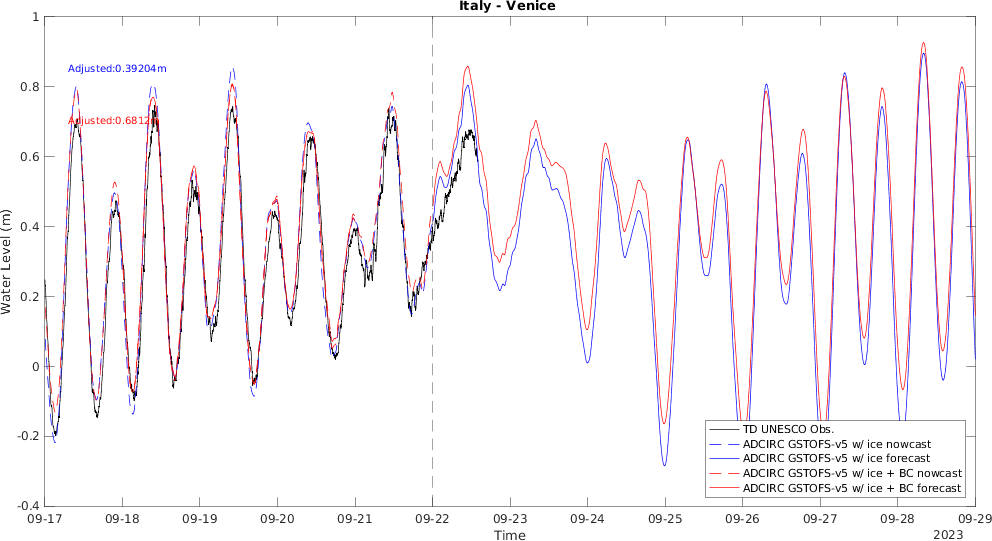 Italy - Venice
1
0.8
0.6
0.4
0.2
0
-0.2
-0.4
Water Level (m)
Adjusted:0.39204m
Adjusted:0.6812
TD UNESCO Obs.
ADCIRC GSTOFS-v5 w/ ice nowcast
ADCIRC GSTOFS-v5 w/ ice forecast
ADCIRC GSTOFS-v5 w/ ice + BC nowcast
ADCIRC GSTOFS-v5 w/ ice + BC forecast
09-17 09-18 09-19 09-20 09-21 09-22 09-23 09-24 09-25 09-26 09-27 09-28 09-29
Time
2023